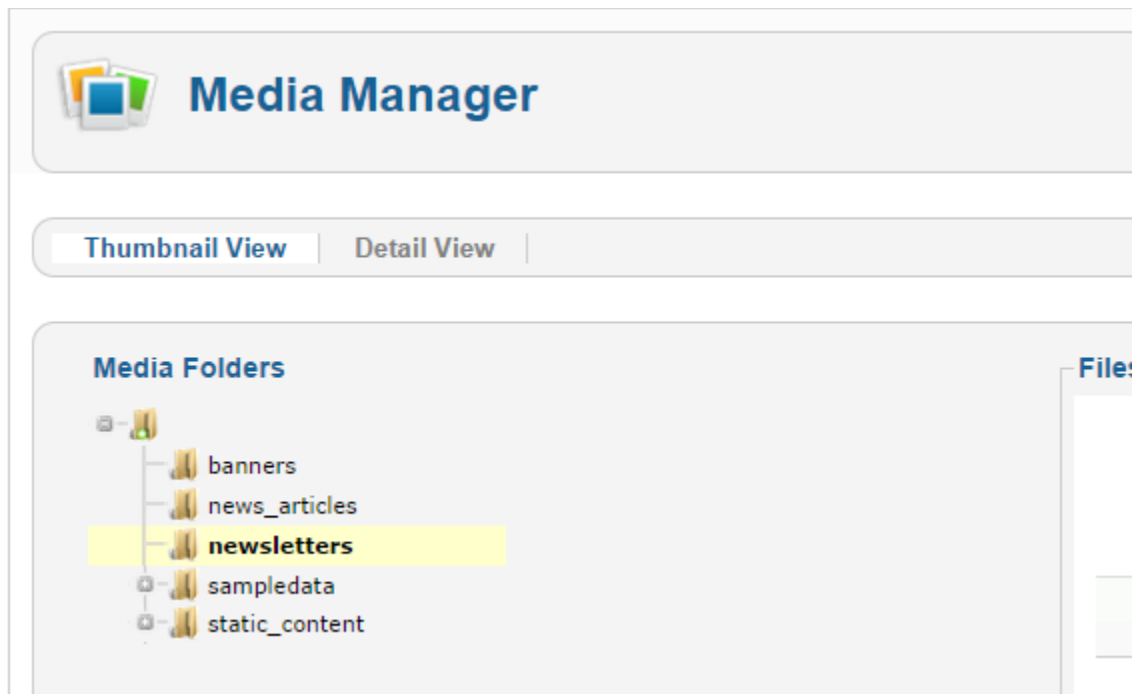 Media Manager
Thumbnail View Detail View
Media Folders
banners
news_articles
newsletters
sampledata
static_content